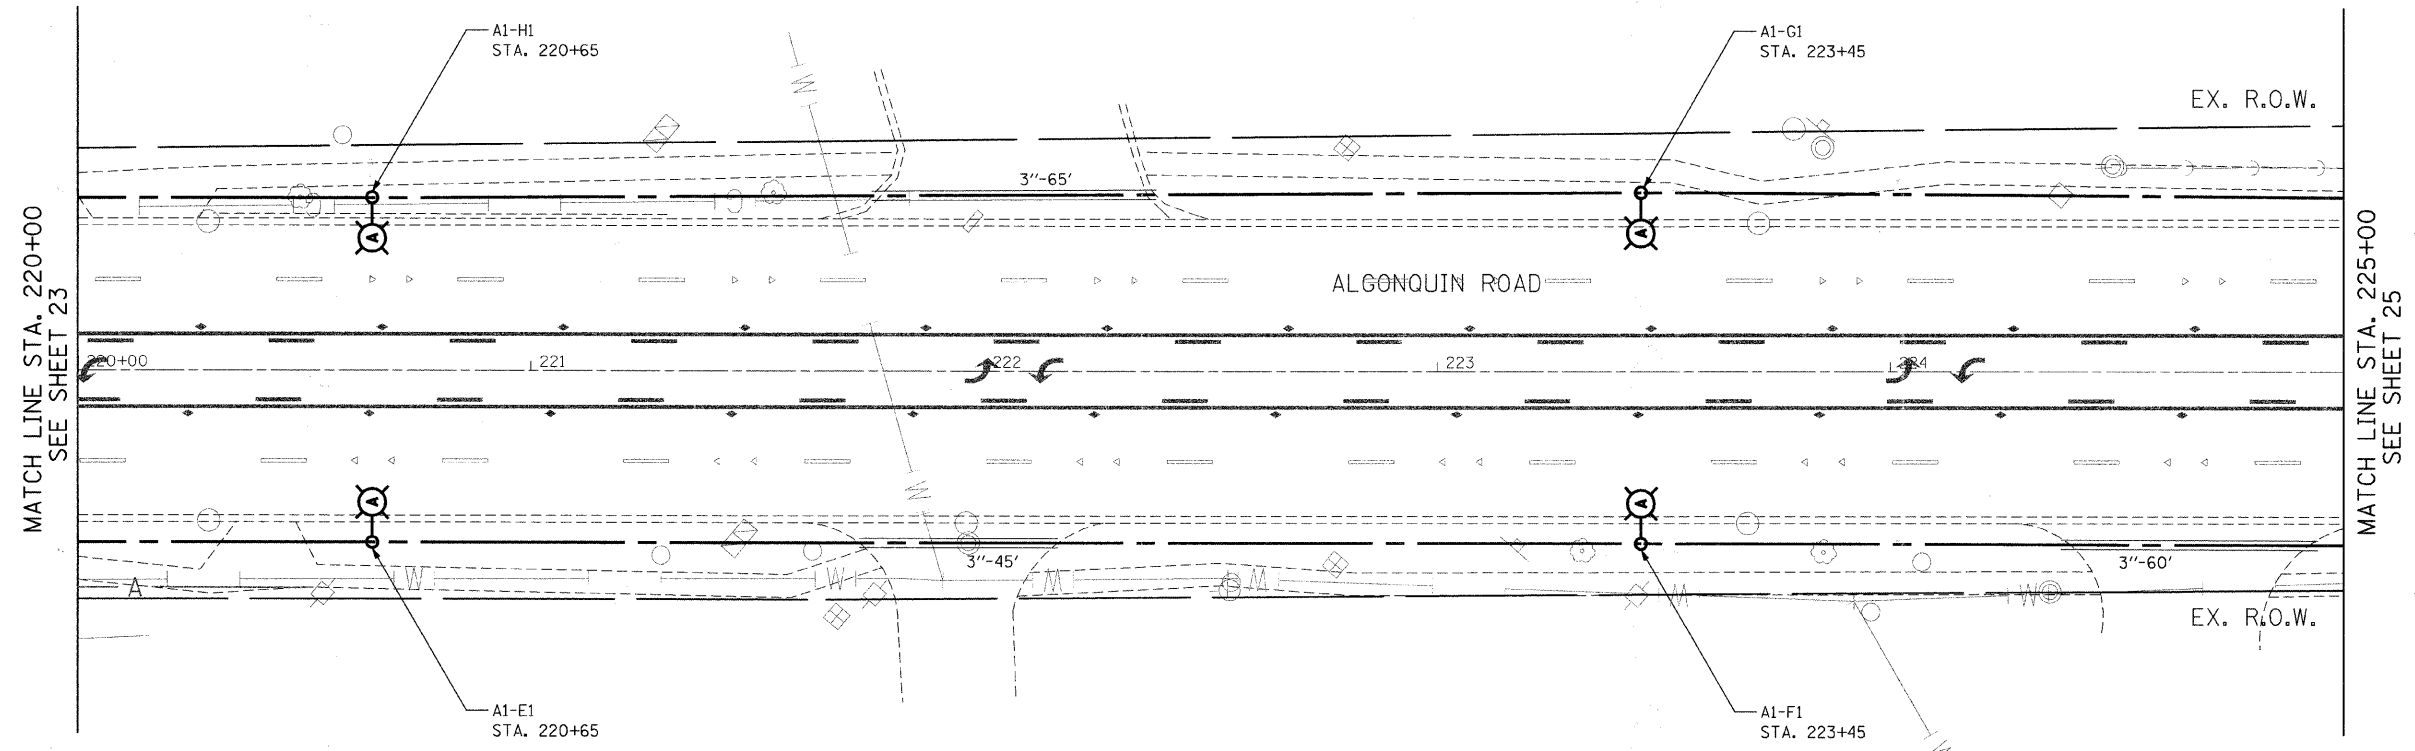 A1-H1
STA. 220+65
A1-G1
STA. 223+45
EX. R.O.W.
W
3"-65'
A
A
MATCH LINE STA. 220+00
SEE SHEET 23
ALGONQUIN ROAD
MATCH LINE STA. 225+00
SEE SHEET 25
220+00
221
222
223
224
A
A
W
3"-45'
3"-60'
A
W
W
W
W
W
W
EX. R.O.W.
A1-E1
STA. 220+65
A1-F1
STA. 223+45
W